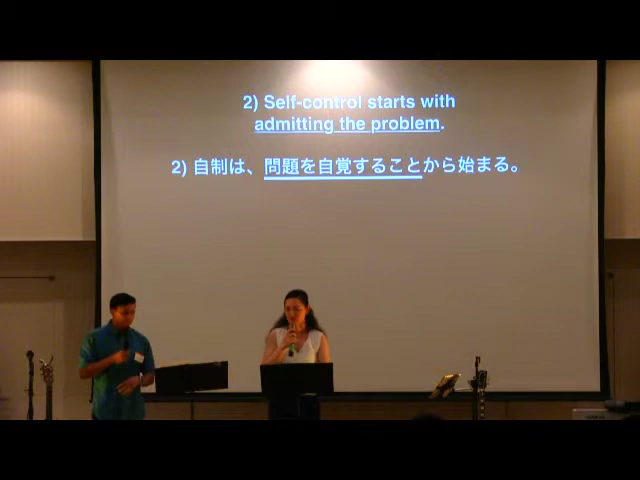 2) Self-control starts with
admitting the problem.
2) 自制は、問題を自覚することから始まる。